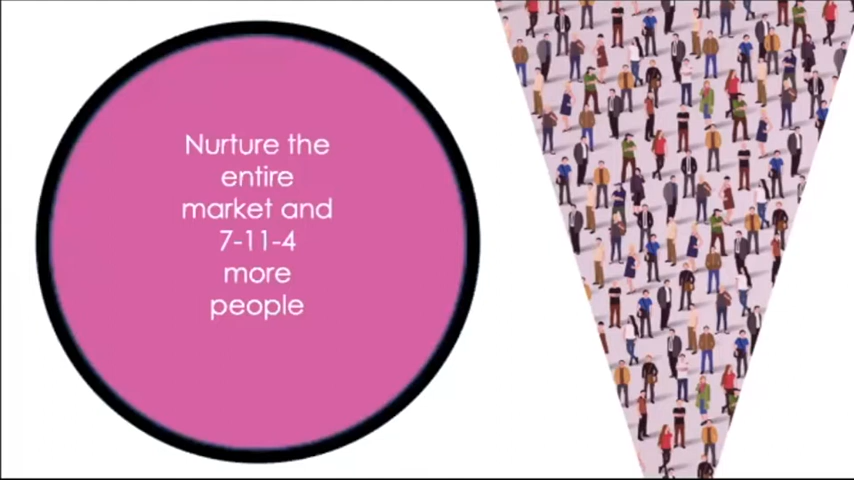 Nurture the
entire
market and
7-11-4
more
people